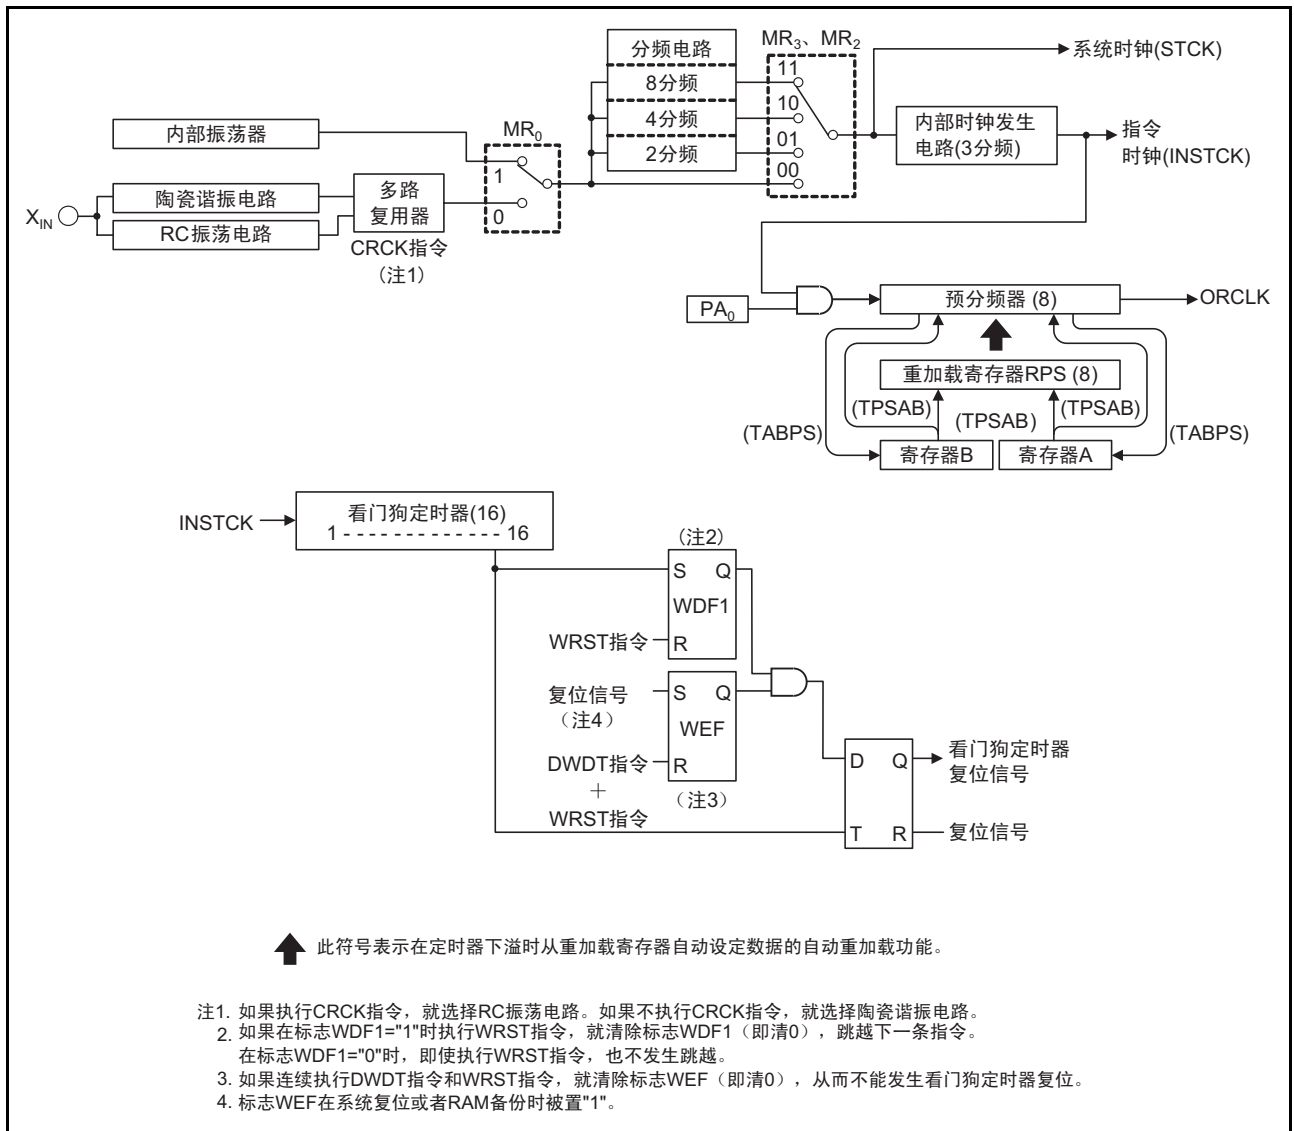 分频电路
MR3、MR2
系统时钟(STCK)
11
8分频
10
4分频
01
2分频
00
内部振荡器
MR0
1
0
内部时钟发生
电路(3分频)
指令
时钟(INSTCK)
XIN
陶瓷谐振电路
RC振荡电路
多路
复用器
CRCK指令
(注1)
PA0
预分频器 (8)
ORCLK
重加载寄存器RPS (8)
(TPSAB)
(TPSAB)
(TPSAB)
(TABPS)
(TABPS)
寄存器B
寄存器A
INSTCK
看门狗定时器(16)
1 - - - - - - - - - - - - - 16
(注2)
S Q
WDF1
WRST指令
R
复位信号
（注4）
S Q
WEF
DWDT指令
R
+
（注3）
WRST指令
D Q
看门狗定时器
复位信号
T R
复位信号
此符号表示在定时器下溢时从重加载寄存器自动设定数据的自动重加载功能。
注1. 如果执行CRCK指令，就选择RC振荡电路。如果不执行CRCK指令，就选择陶瓷谐振电路。
2. 如果在标志WDF1="1"时执行WRST指令，就清除标志WDF1（即清0），跳越下一条指令。
在标志WDF1="0"时，即使执行WRST指令，也不发生跳越。
3. 如果连续执行DWDT指令和WRST指令，就清除标志WEF（即清0），从而不能发生看门狗定时器复位。
4. 标志WEF在系统复位或者RAM备份时被置"1"。